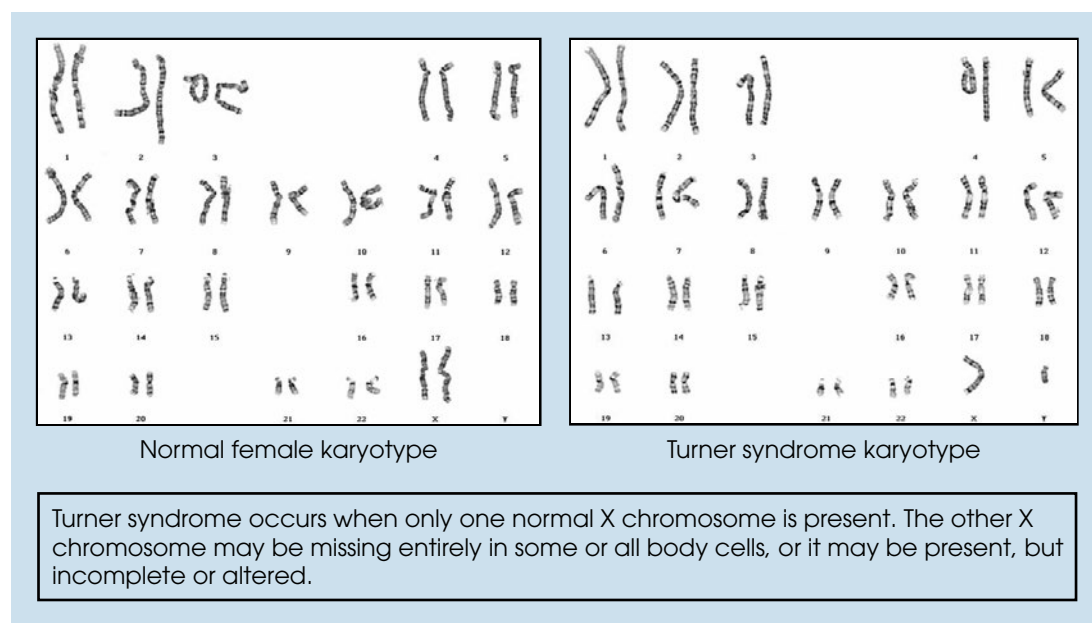 1 2 3 4 5
6 7 8 9 10 11 12
13 14 15 16 17 18
19 20 21 22 X Y
Normal female karyotype
1 2 3 4 5
6 7 8 9 10 11 12
13 14 15 16 17 18
19 20 21 22 X Y
Turner syndrome karyotype
Turner syndrome occurs when only one normal X chromosome is present. The other X
chromosome may be missing entirely in some or all body cells, or it may be present, but
incomplete or altered.